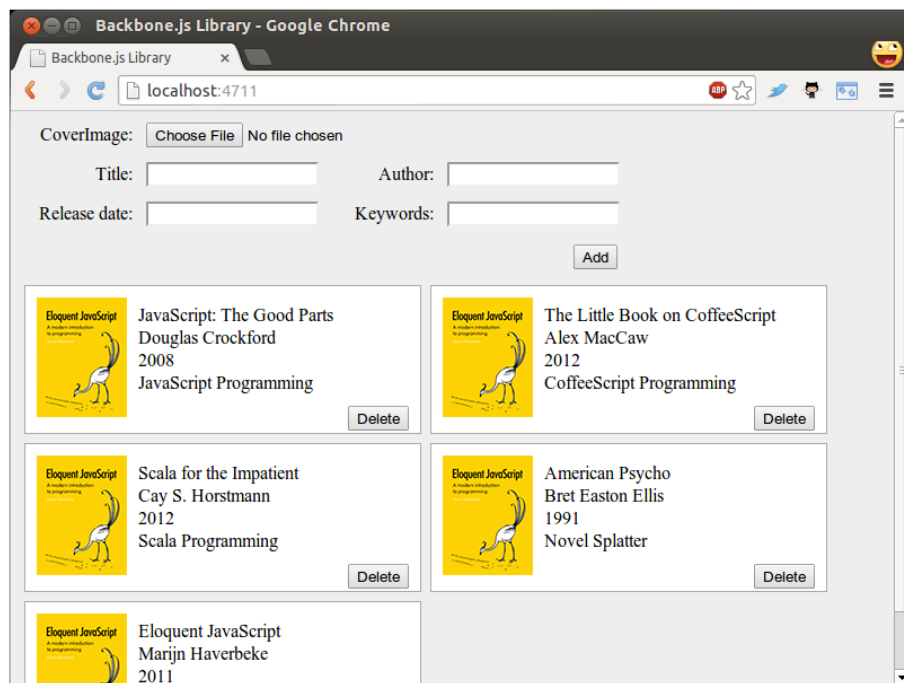 Backbone.js Library - Google Chrome
Backbone.js Library ×
localhost:4711
ABP
CoverImage: Choose File No file chosen
Title: Author:
Release date: Keywords:
Add
Eloquent JavaScript
A modern introduction
to programming
JavaScript: The Good Parts
Douglas Crockford
2008
JavaScript Programming
Delete
Eloquent JavaScript
A modern introduction
to programming
The Little Book on CoffeeScript
Alex MacCaw
2012
CoffeeScript Programming
Delete
Eloquent JavaScript
A modern introduction
to programming
Scala for the Impatient
Cay S. Horstmann
2012
Scala Programming
Delete
Eloquent JavaScript
A modern introduction
to programming
American Psycho
Bret Easton Ellis
1991
Novel Splatter
Delete
Eloquent JavaScript
A modern introduction
to programming
Eloquent JavaScript
Marijn Haverbeke
2011